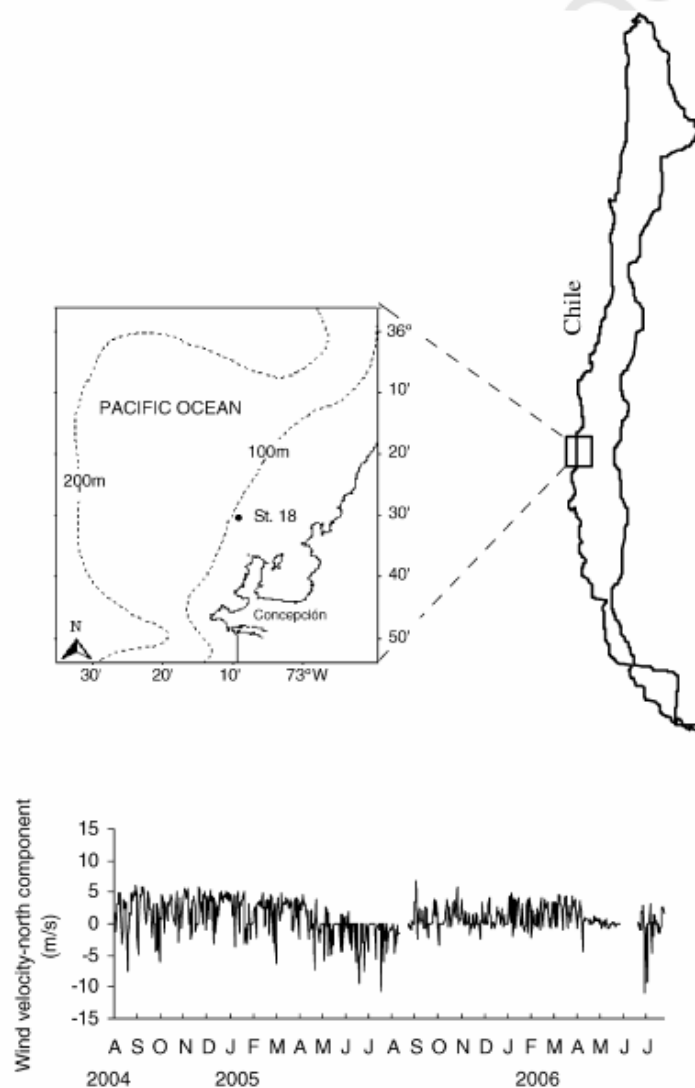 Chile
36°
10'
PACIFIC OCEAN
100m
20'
200m
St. 18
30'
40'
Concepción
N
50'
30' 20' 10' 73°W
Wind velocity-north component
(m/s)
15
10
5
0
-5
-10
-15
A S O N D J F M A M J J A S O N D J F M A M J J
2004 2005 2006